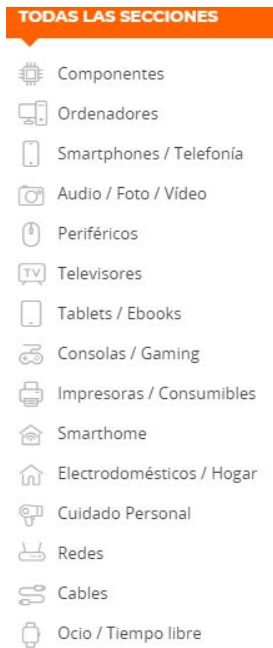 TODAS LAS SECCIONES
Componentes
Ordenadores
Smartphones / Telefonía
Audio / Foto / Vídeo
Periféricos
TV Televisores
Tablets / Ebooks
Consolas / Gaming
Impresoras / Consumibles
Smarthome
Electrodomésticos / Hogar
Cuidado Personal
Redes
Cables
Ocio / Tiempo libre